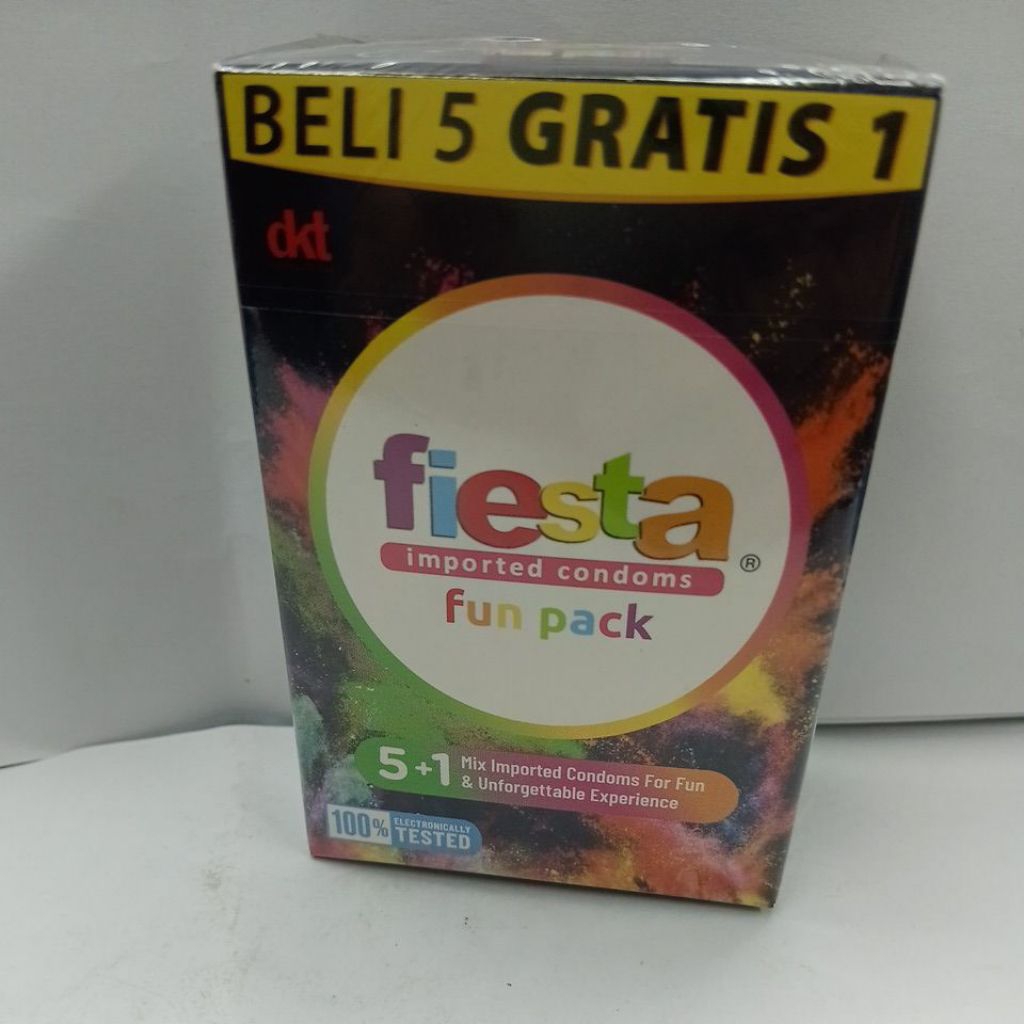 BELI 5 GRATIS 1
dkt
fiesta
®
imported condoms
fun pack
5+1 Mix Imported Condoms For Fun
& Unforgettable Experience
100% ELECTRONICALLY
TESTED